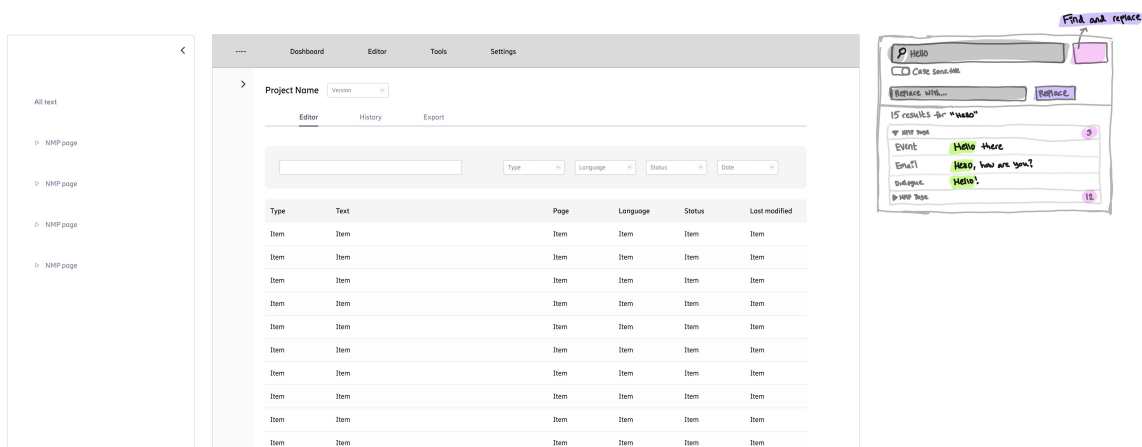 All text
NMP page
NMP page
NMP page
NMP page
---- Dashboard Editor Tools Settings
Project Name Version
Editor History Export
Type Language Status Date
Type Text Page Language Status Last modified
Item Item Item Item Item Item
Item Item Item Item Item Item
Item Item Item Item Item Item
Item Item Item Item Item Item
Item Item Item Item Item Item
Item Item Item Item Item Item
Item Item Item Item Item Item
Item Item Item Item Item Item
Item Item Item Item Item Item
Item Item Item Item Item Item
Find and replace
Hello
Case sensitive
Replace with... Replace
15 results for "Hello"
NMP Page 3
Event Hello there
Email Hello, how are you?
Dialogue Hello!
NMP Page 12